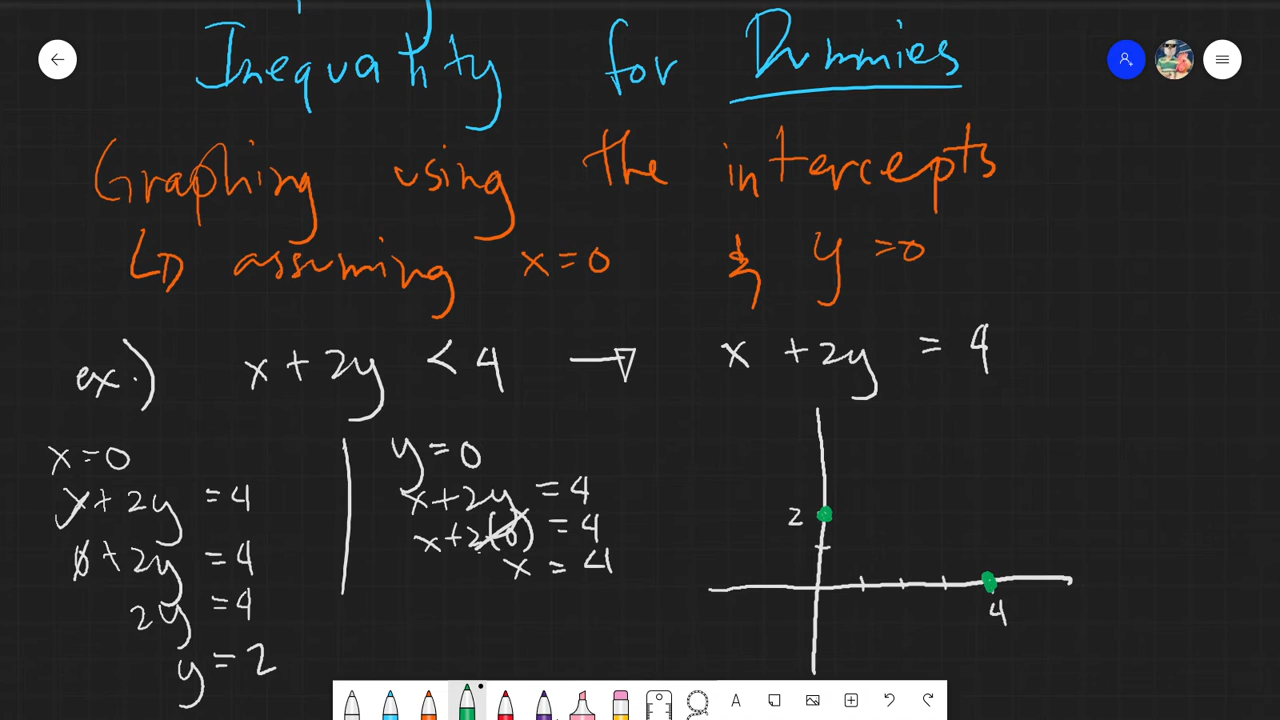 Inequality for Dummies
Graphing using the intercepts
↳ assuming x=0 & y=0
ex.) x + 2y < 4 → x + 2y = 4
x=0
x + 2y = 4
0 + 2y = 4
2y = 4
y = 2
y=0
x+2y = 4
x+2(0) = 4
x = 4
2
4
A